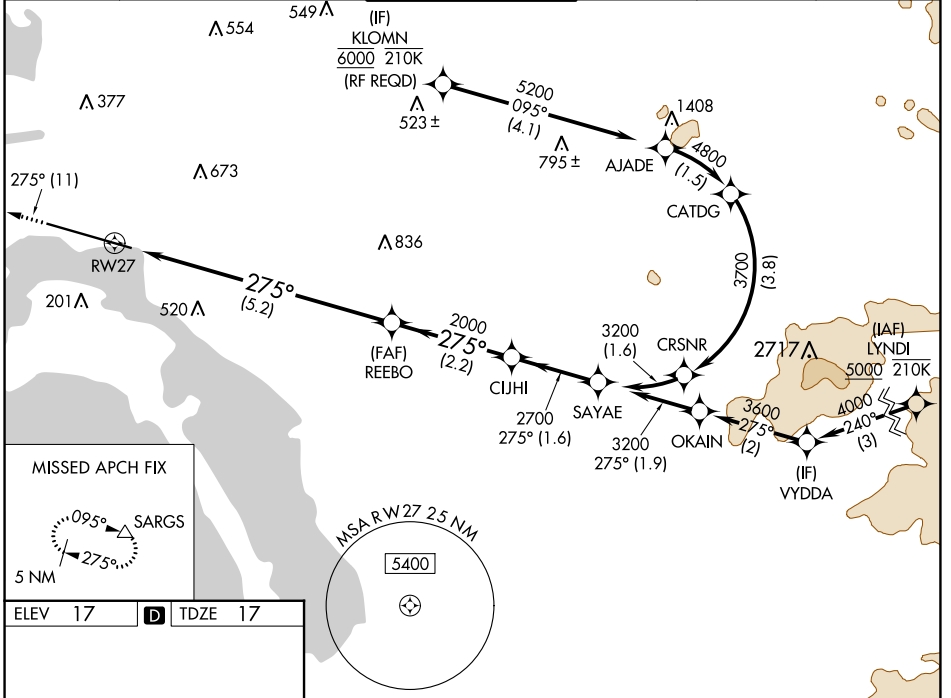 549
554
(IF)
KLOMN
6000 210K
(RF REQD)
523 ±
5200
095°
(4.1)
795 ±
1408
AJADE
4800
(1.5)
CATDG
377
673
275° (11)
RW27
836
3700
(3.8)
201
520
275°
(5.2)
(FAF)
REEBO
2000
275°
(2.2)
CIJHI
2700
275° (1.6)
SAYAE
3200
(1.6)
CRSNR
3200
275° (1.9)
OKAIN
2717
(IAF)
LYNDI
5000 210K
4000
240°
(3)
3600
275°
(2)
(IF)
VYDDA
MISSED APCH FIX
095°
SARGS
275°
5 NM
MSA RW27 25 NM
5400
ELEV 17 D TDZE 17